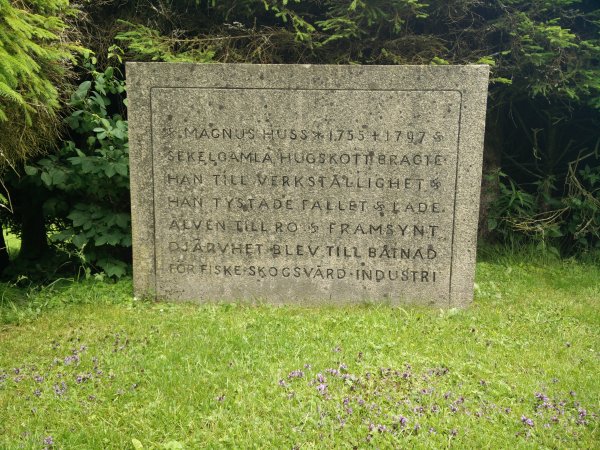 MAGNUS HUSS ✶ 1755 ✝ 1797
SEKELGAMLA HUGSKOTT BRAGTE
HAN TILL VERKSTÄLLIGHET
HAN TYSTADE FALLET & LADE
ÄLVEN TILL RO & FRAMSYNT
DJÄRVHET BLEV TILL BÅTNAD
FÖR FISKE · SKOGSVÅRD · INDUSTRI